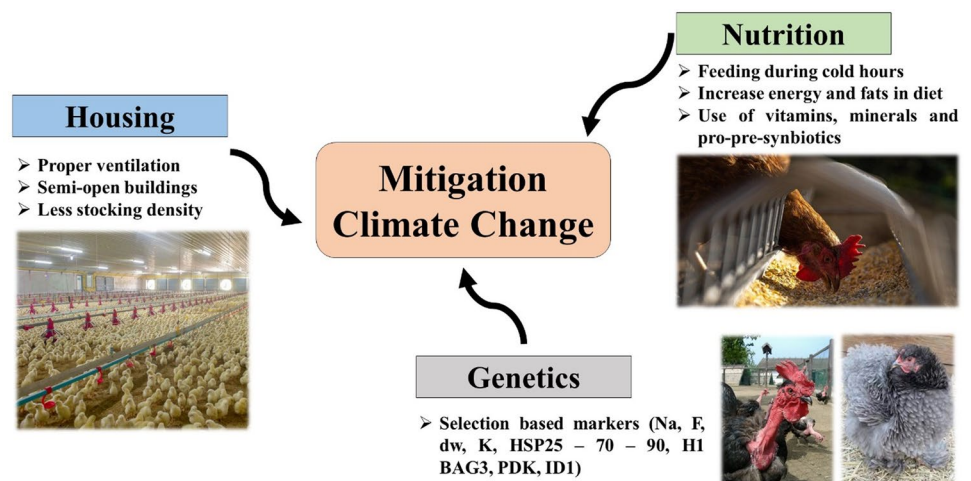 Housing
➢ Proper ventilation
➢ Semi-open buildings
➢ Less stocking density
Mitigation
Climate Change
Nutrition
➢ Feeding during cold hours
➢ Increase energy and fats in diet
➢ Use of vitamins, minerals and
pro-pre-synbiotics
Genetics
➢ Selection based markers (Na, F,
dw, K, HSP25 – 70 – 90, H1
BAG3, PDK, ID1)